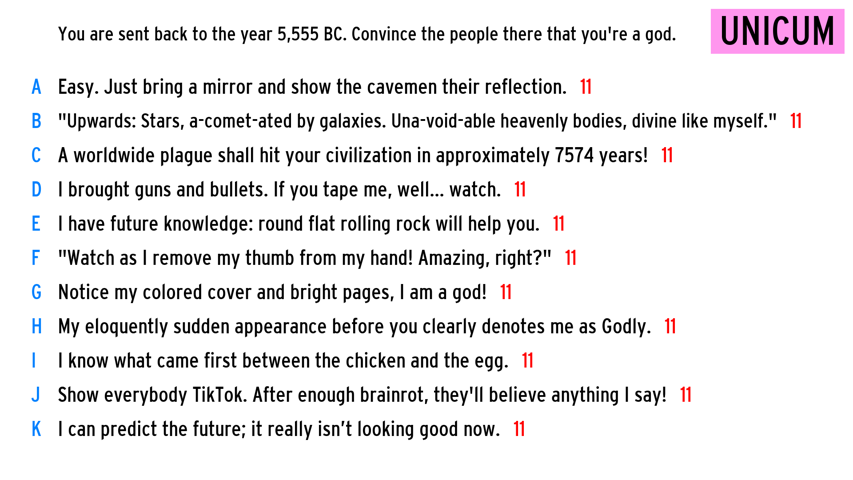 You are sent back to the year 5,555 BC. Convince the people there that you're a god.
UNICUM
A Easy. Just bring a mirror and show the cavemen their reflection. 11
B "Upwards: Stars, a-comet-ated by galaxies. Una-void-able heavenly bodies, divine like myself." 11
C A worldwide plague shall hit your civilization in approximately 7574 years! 11
D I brought guns and bullets. If you tape me, well... watch. 11
E I have future knowledge: round flat rolling rock will help you. 11
F "Watch as I remove my thumb from my hand! Amazing, right?" 11
G Notice my colored cover and bright pages, I am a god! 11
H My eloquently sudden appearance before you clearly denotes me as Godly. 11
I I know what came first between the chicken and the egg. 11
J Show everybody TikTok. After enough brainrot, they'll believe anything I say! 11
K I can predict the future; it really isn’t looking good now. 11